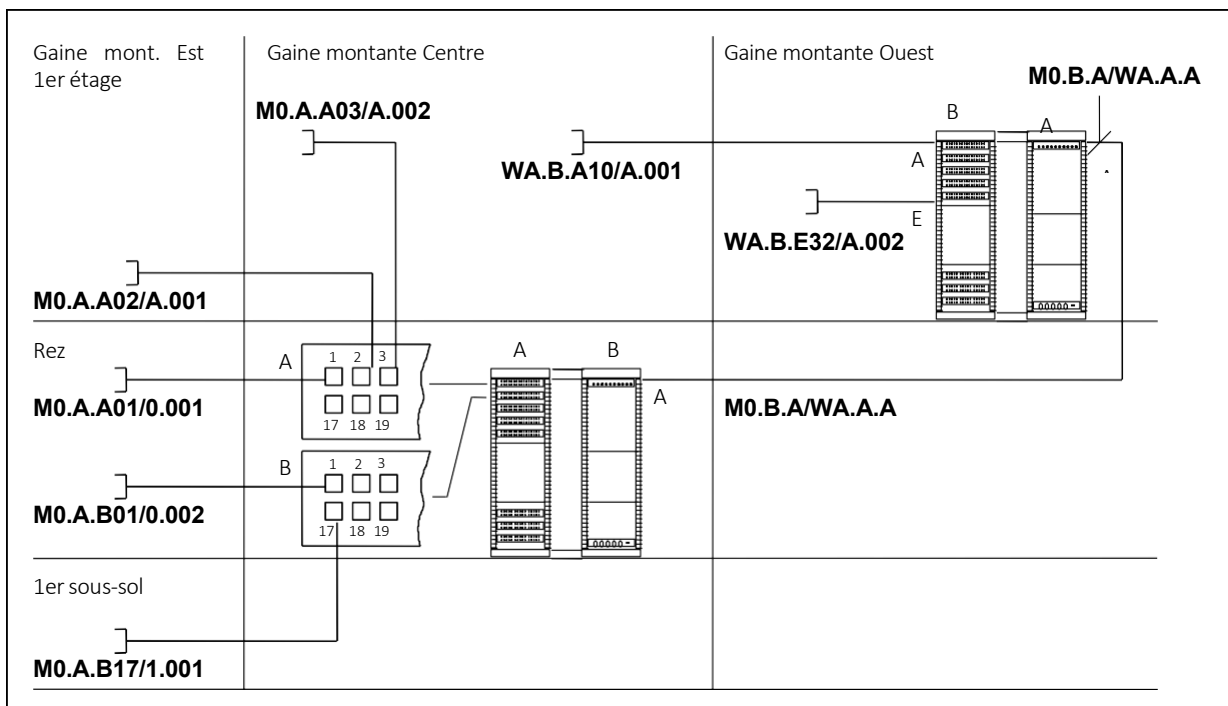 Gaine mont. Est
1er étage
Gaine montante Centre
Gaine montante Ouest
M0.B.A/WA.A.A
M0.A.A03/A.002
B
A
A
WA.B.A10/A.001
E
WA.B.E32/A.002
M0.A.A02/A.001
Rez
A
1 2 3
17 18 19
A
B
A
M0.A.A01/0.001
M0.B.A/WA.A.A
B
1 2 3
17 18 19
M0.A.B01/0.002
1er sous-sol
M0.A.B17/1.001